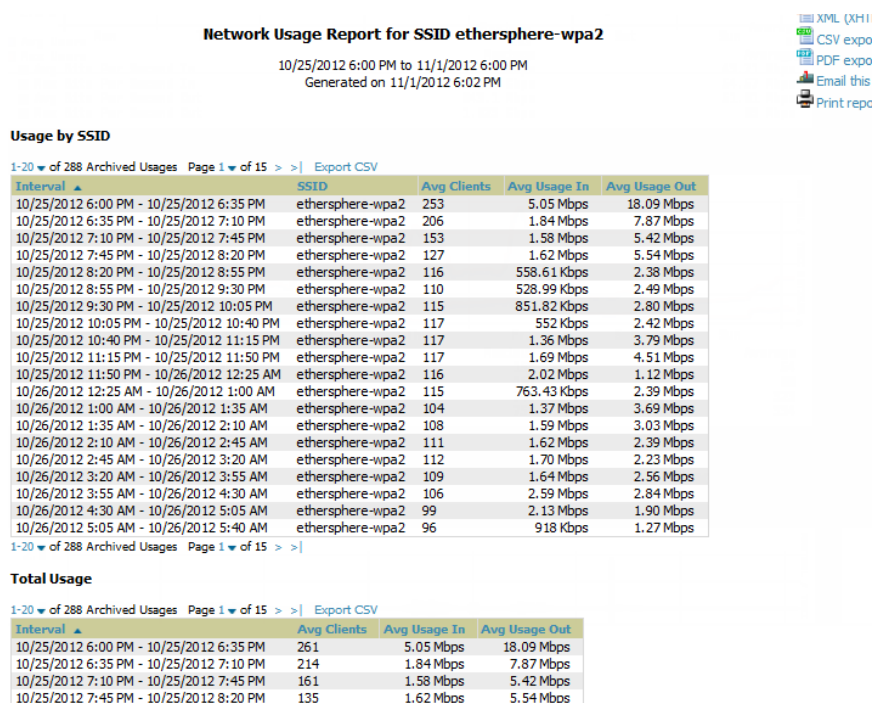 Network Usage Report for SSID ethersphere-wpa2
10/25/2012 6:00 PM to 11/1/2012 6:00 PM
Generated on 11/1/2012 6:02 PM
XML (XHT
CSV expo
PDF expo
Email this
Print repo
Usage by SSID
1-20 of 288 Archived Usages Page 1 of 15 > >| Export CSV
Interval SSID Avg Clients Avg Usage In Avg Usage Out
10/25/2012 6:00 PM - 10/25/2012 6:35 PM ethersphere-wpa2 253 5.05 Mbps 18.09 Mbps
10/25/2012 6:35 PM - 10/25/2012 7:10 PM ethersphere-wpa2 206 1.84 Mbps 7.87 Mbps
10/25/2012 7:10 PM - 10/25/2012 7:45 PM ethersphere-wpa2 153 1.58 Mbps 5.42 Mbps
10/25/2012 7:45 PM - 10/25/2012 8:20 PM ethersphere-wpa2 127 1.62 Mbps 5.54 Mbps
10/25/2012 8:20 PM - 10/25/2012 8:55 PM ethersphere-wpa2 116 558.61 Kbps 2.38 Mbps
10/25/2012 8:55 PM - 10/25/2012 9:30 PM ethersphere-wpa2 110 528.99 Kbps 2.49 Mbps
10/25/2012 9:30 PM - 10/25/2012 10:05 PM ethersphere-wpa2 115 851.82 Kbps 2.80 Mbps
10/25/2012 10:05 PM - 10/25/2012 10:40 PM ethersphere-wpa2 117 552 Kbps 2.42 Mbps
10/25/2012 10:40 PM - 10/25/2012 11:15 PM ethersphere-wpa2 117 1.36 Mbps 3.79 Mbps
10/25/2012 11:15 PM - 10/25/2012 11:50 PM ethersphere-wpa2 117 1.69 Mbps 4.51 Mbps
10/25/2012 11:50 PM - 10/26/2012 12:25 AM ethersphere-wpa2 116 2.02 Mbps 1.12 Mbps
10/26/2012 12:25 AM - 10/26/2012 1:00 AM ethersphere-wpa2 115 763.43 Kbps 2.39 Mbps
10/26/2012 1:00 AM - 10/26/2012 1:35 AM ethersphere-wpa2 104 1.37 Mbps 3.69 Mbps
10/26/2012 1:35 AM - 10/26/2012 2:10 AM ethersphere-wpa2 108 1.59 Mbps 3.03 Mbps
10/26/2012 2:10 AM - 10/26/2012 2:45 AM ethersphere-wpa2 111 1.62 Mbps 2.39 Mbps
10/26/2012 2:45 AM - 10/26/2012 3:20 AM ethersphere-wpa2 112 1.70 Mbps 2.23 Mbps
10/26/2012 3:20 AM - 10/26/2012 3:55 AM ethersphere-wpa2 109 1.64 Mbps 2.56 Mbps
10/26/2012 3:55 AM - 10/26/2012 4:30 AM ethersphere-wpa2 106 2.59 Mbps 2.84 Mbps
10/26/2012 4:30 AM - 10/26/2012 5:05 AM ethersphere-wpa2 99 2.13 Mbps 1.90 Mbps
10/26/2012 5:05 AM - 10/26/2012 5:40 AM ethersphere-wpa2 96 918 Kbps 1.27 Mbps
1-20 of 288 Archived Usages Page 1 of 15 > >|
Total Usage
1-20 of 288 Archived Usages Page 1 of 15 > >| Export CSV
Interval Avg Clients Avg Usage In Avg Usage Out
10/25/2012 6:00 PM - 10/25/2012 6:35 PM 261 5.05 Mbps 18.09 Mbps
10/25/2012 6:35 PM - 10/25/2012 7:10 PM 214 1.84 Mbps 7.87 Mbps
10/25/2012 7:10 PM - 10/25/2012 7:45 PM 161 1.58 Mbps 5.42 Mbps
10/25/2012 7:45 PM - 10/25/2012 8:20 PM 135 1.62 Mbps 5.54 Mbps